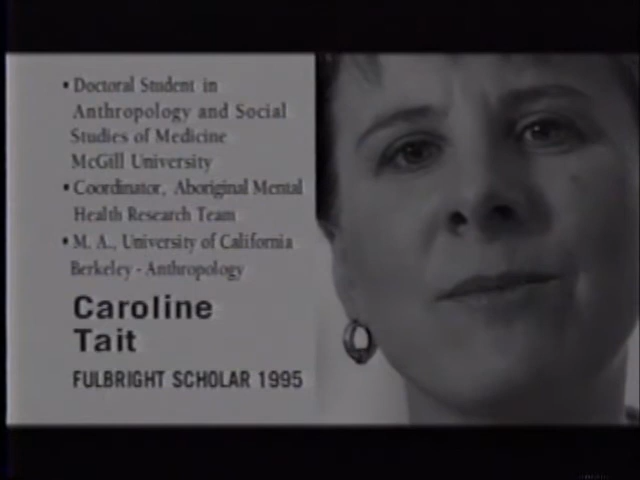 • Doctoral Student in
Anthropology and Social
Studies of Medicine
McGill University
• Coordinator, Aboriginal Mental
Health Research Team
• M. A., University of California
Berkeley - Anthropology
Caroline
Tait
FULBRIGHT SCHOLAR 1995